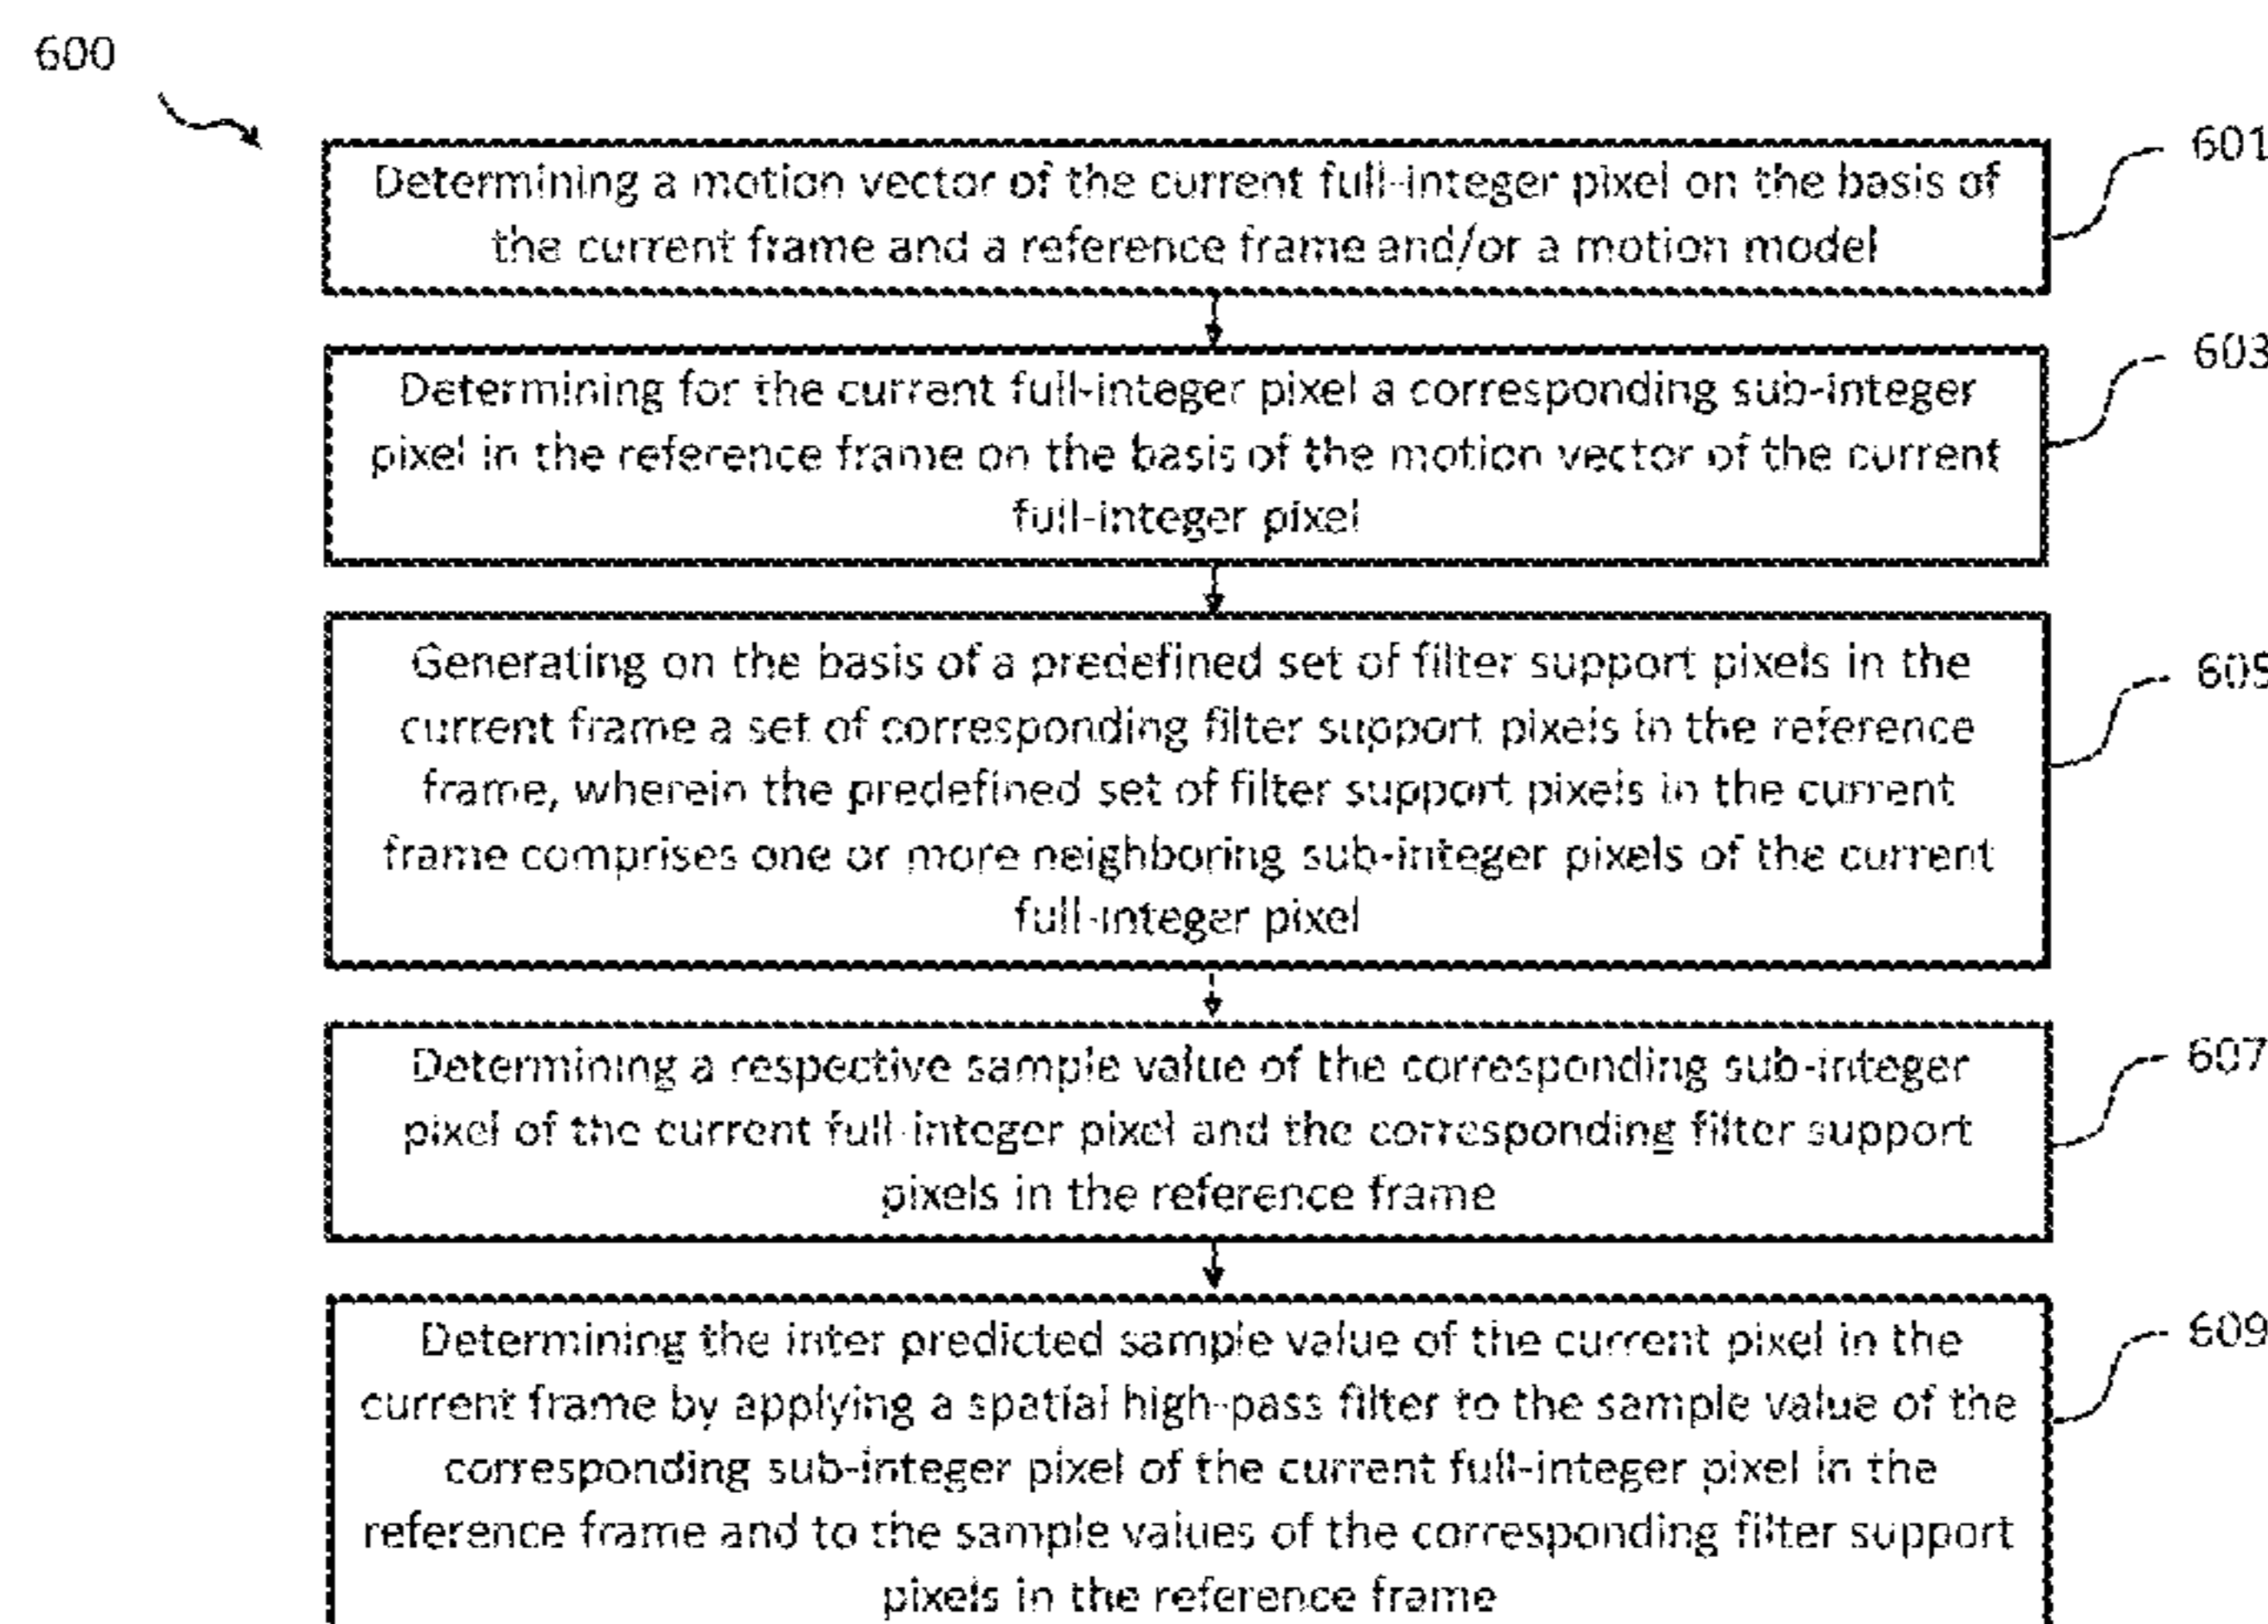 600
601
Determining a motion vector of the current full-integer pixel on the basis of
the current frame and a reference frame and/or a motion model
603
Determining for the current full-integer pixel a corresponding sub-integer
pixel in the reference frame on the basis of the motion vector of the current
full-integer pixel
605
Generating on the basis of a predefined set of filter support pixels in the
current frame a set of corresponding filter support pixels in the reference
frame, wherein the predefined set of filter support pixels in the current
frame comprises one or more neighboring sub-integer pixels of the current
full-integer pixel
607
Determining a respective sample value of the corresponding sub-integer
pixel of the current full-integer pixel and the corresponding filter support
pixels in the reference frame
609
Determining the inter predicted sample value of the current pixel in the
current frame by applying a spatial high-pass filter to the sample value of the
corresponding sub-integer pixel of the current full-integer pixel in the
reference frame and to the sample values of the corresponding filter support
pixels in the reference frame